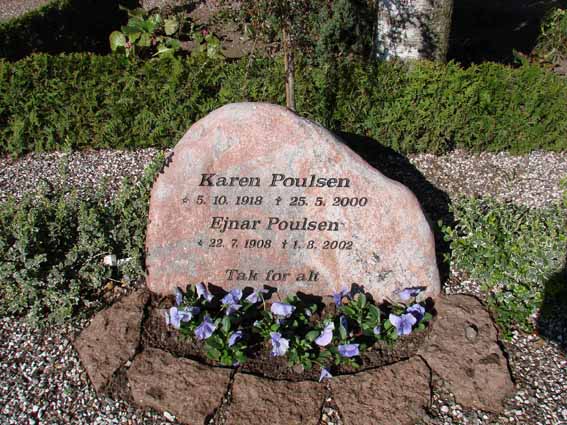 Karen Poulsen
☆ 5. 10. 1918 † 25. 5. 2000
Ejnar Poulsen
☆ 22. 7. 1908 † 1. 8. 2002
Tak for alt